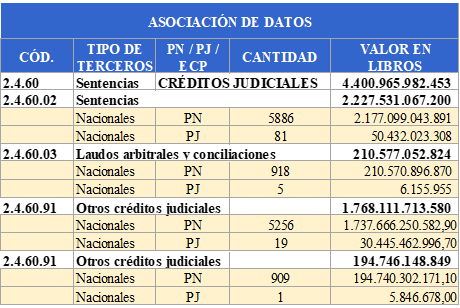 ASOCIACIÓN DE DATOS
CÓD. TIPO DE TERCEROS PN / PJ / ECP CANTIDAD VALOR EN LIBROS
2.4.60 Sentencias CRÉDITOS JUDICIALES 4.400.965.982.453
2.4.60.02 Sentencias 2.227.531.067.200
Nacionales PN 5886 2.177.099.043.891
Nacionales PJ 81 50.432.023.308
2.4.60.03 Laudos arbitrales y conciliaciones 210.577.052.824
Nacionales PN 918 210.570.896.870
Nacionales PJ 5 6.155.955
2.4.60.91 Otros créditos judiciales 1.768.111.713.580
Nacionales PN 5256 1.737.666.250.582,90
Nacionales PJ 19 30.445.462.996,70
2.4.60.91 Otros créditos judiciales 194.746.148.849
Nacionales PN 909 194.740.302.171,10
Nacionales PJ 1 5.846.678,00